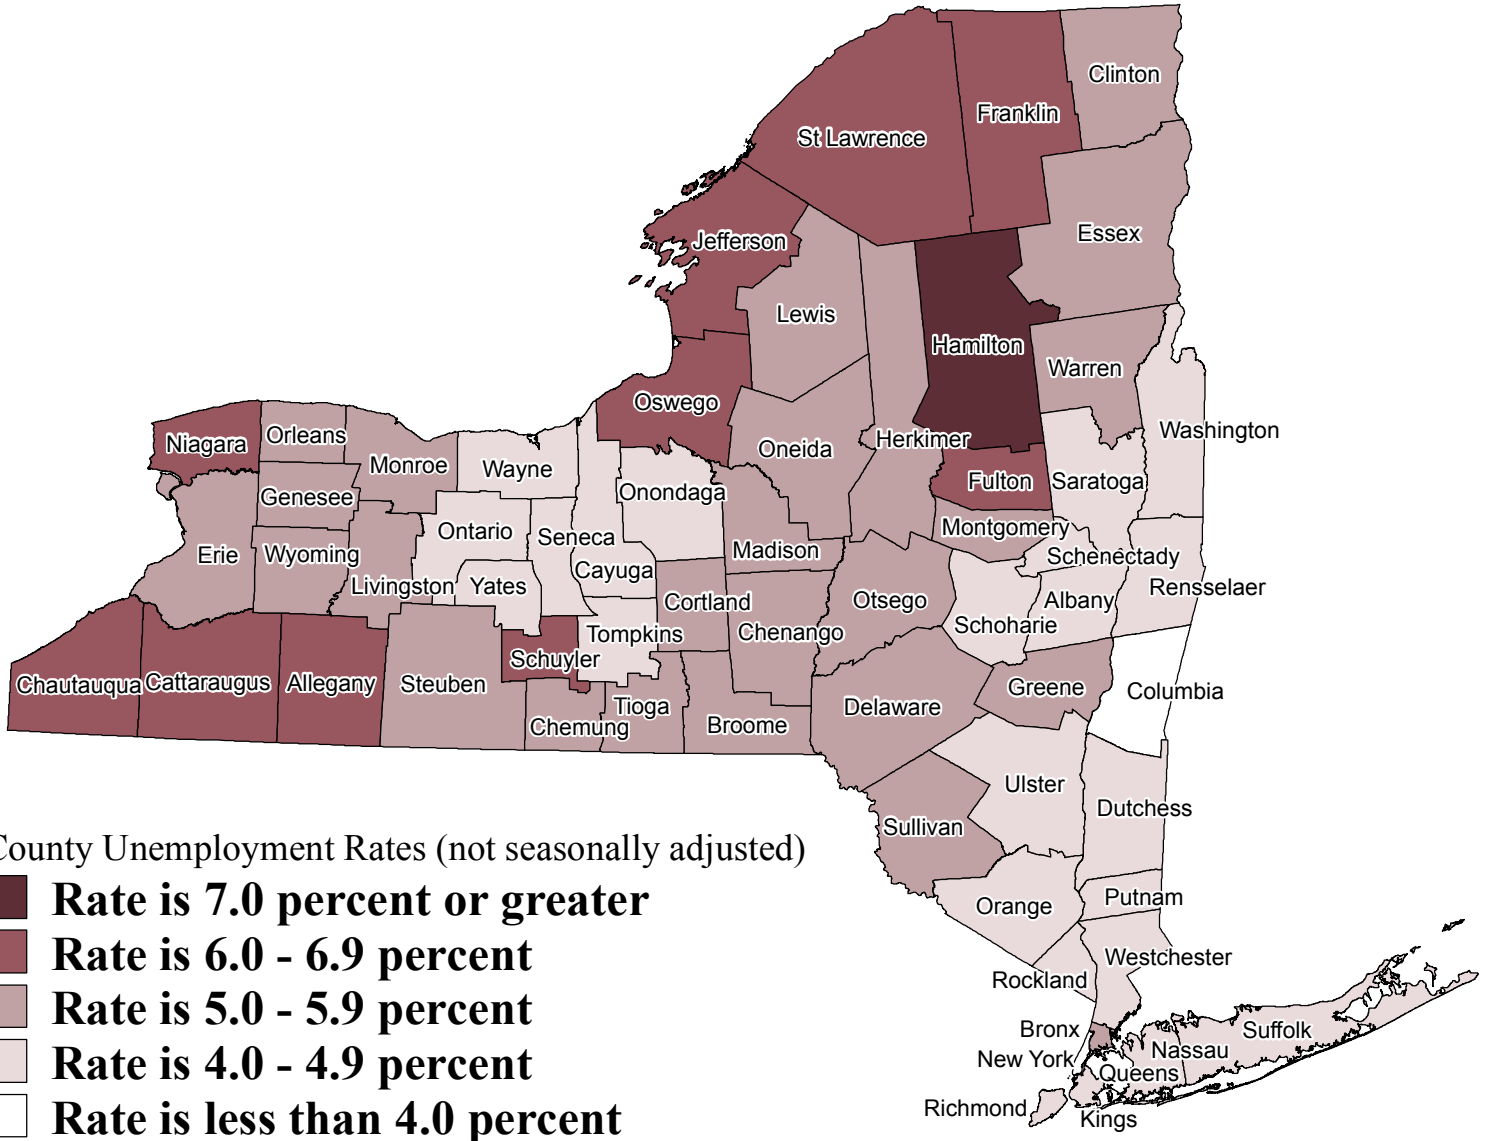 Clinton
Franklin
St Lawrence
Essex
Jefferson
Lewis
Hamilton
Warren
Oswego
Washington
Herkimer
Oneida
Niagara
Orleans
Monroe
Wayne
Fulton
Saratoga
Onondaga
Genesee
Montgomery
Ontario
Seneca
Madison
Schenectady
Erie
Wyoming
Cayuga
Livingston
Yates
Rensselaer
Cortland
Otsego
Albany
Schoharie
Chenango
Tompkins
Schuyler
Chautauqua
Cattaraugus
Allegany
Steuben
Greene
Columbia
Tioga
Delaware
Chemung
Broome
Ulster
Dutchess
Sullivan
County Unemployment Rates (not seasonally adjusted)
Rate is 7.0 percent or greater
Rate is 6.0 - 6.9 percent
Rate is 5.0 - 5.9 percent
Rate is 4.0 - 4.9 percent
Rate is less than 4.0 percent
Putnam
Orange
Westchester
Rockland
Bronx
Suffolk
New York
Nassau
Queens
Richmond
Kings